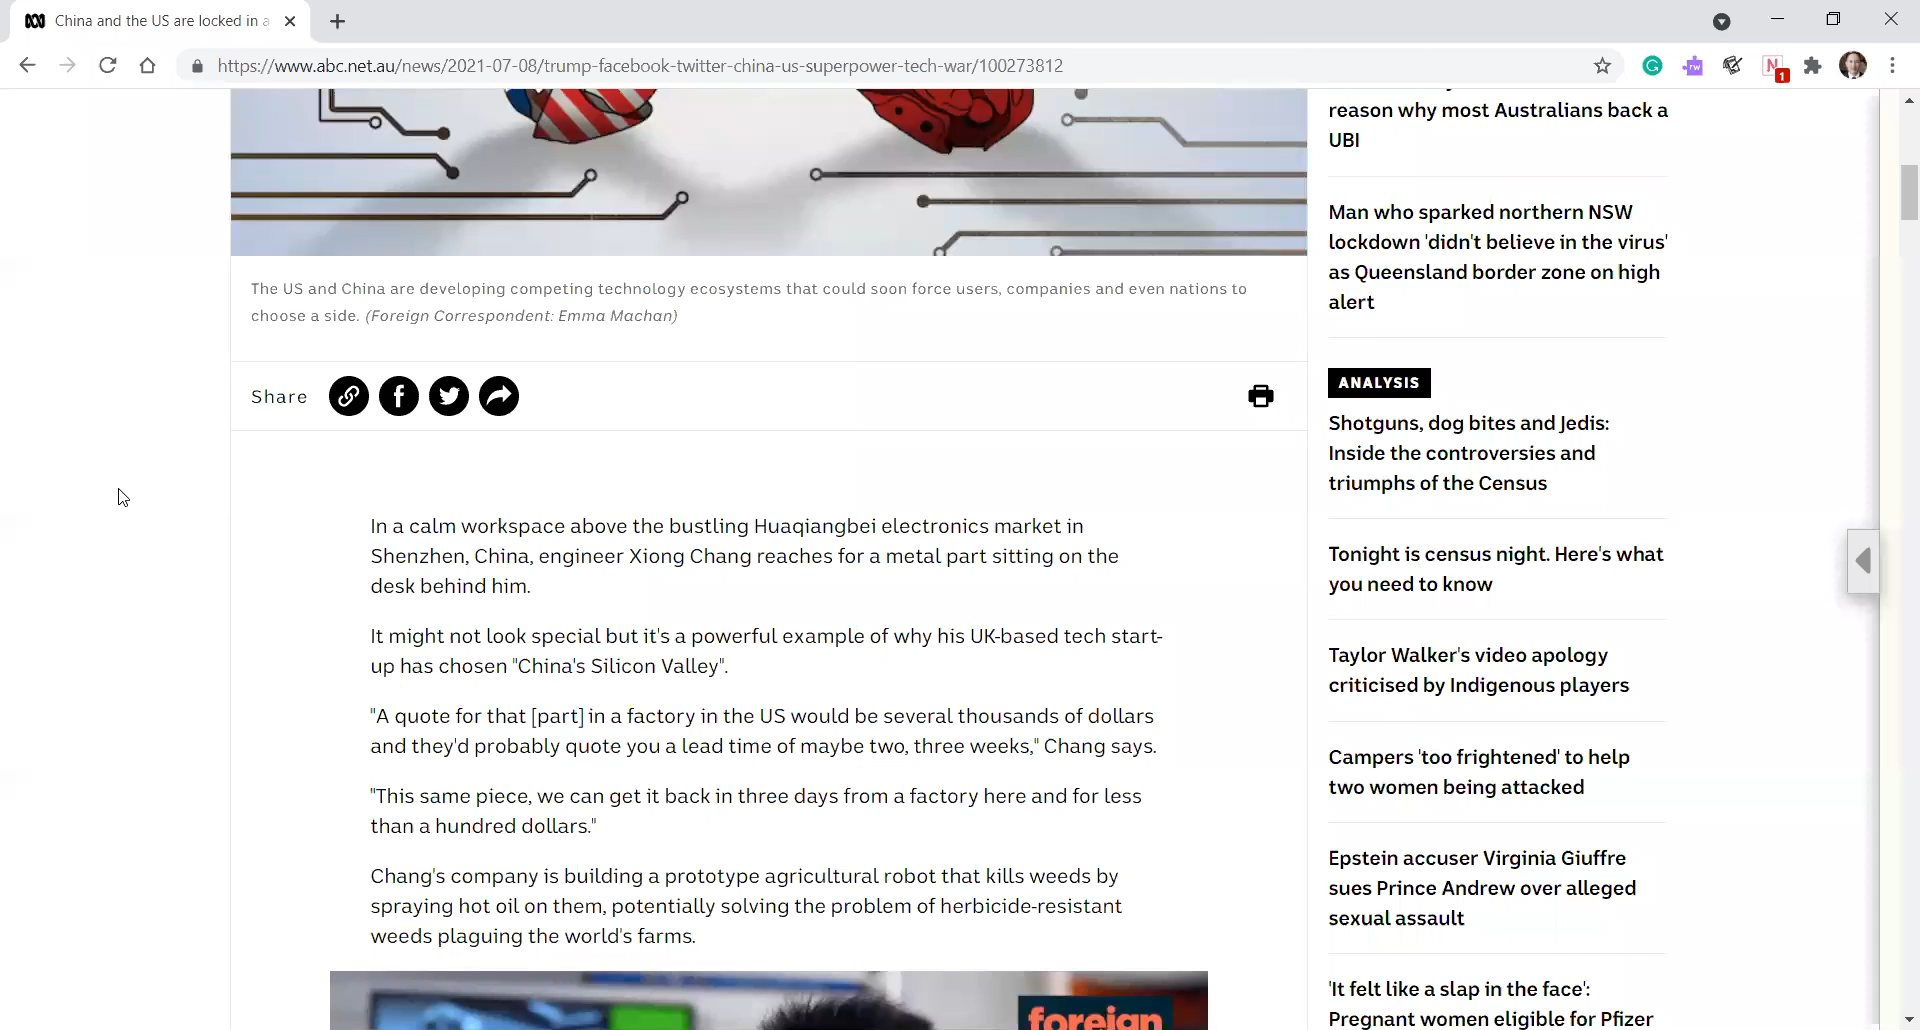 China and the US are locked in a
https://www.abc.net.au/news/2021-07-08/trump-facebook-twitter-china-us-superpower-tech-war/100273812
rw
N
1
The US and China are developing competing technology ecosystems that could soon force users, companies and even nations to
choose a side. (Foreign Correspondent: Emma Machan)
Share
In a calm workspace above the bustling Huaqiangbei electronics market in
Shenzhen, China, engineer Xiong Chang reaches for a metal part sitting on the
desk behind him.
It might not look special but it's a powerful example of why his UK-based tech start-
up has chosen "China's Silicon Valley".
"A quote for that [part] in a factory in the US would be several thousands of dollars
and they'd probably quote you a lead time of maybe two, three weeks," Chang says.
"This same piece, we can get it back in three days from a factory here and for less
than a hundred dollars."
Chang's company is building a prototype agricultural robot that kills weeds by
spraying hot oil on them, potentially solving the problem of herbicide-resistant
weeds plaguing the world's farms.
foreign
reason why most Australians back a
UBI
Man who sparked northern NSW
lockdown 'didn't believe in the virus'
as Queensland border zone on high
alert
ANALYSIS
Shotguns, dog bites and Jedis:
Inside the controversies and
triumphs of the Census
Tonight is census night. Here's what
you need to know
Taylor Walker's video apology
criticised by Indigenous players
Campers 'too frightened' to help
two women being attacked
Epstein accuser Virginia Giuffre
sues Prince Andrew over alleged
sexual assault
'It felt like a slap in the face':
Pregnant women eligible for Pfizer